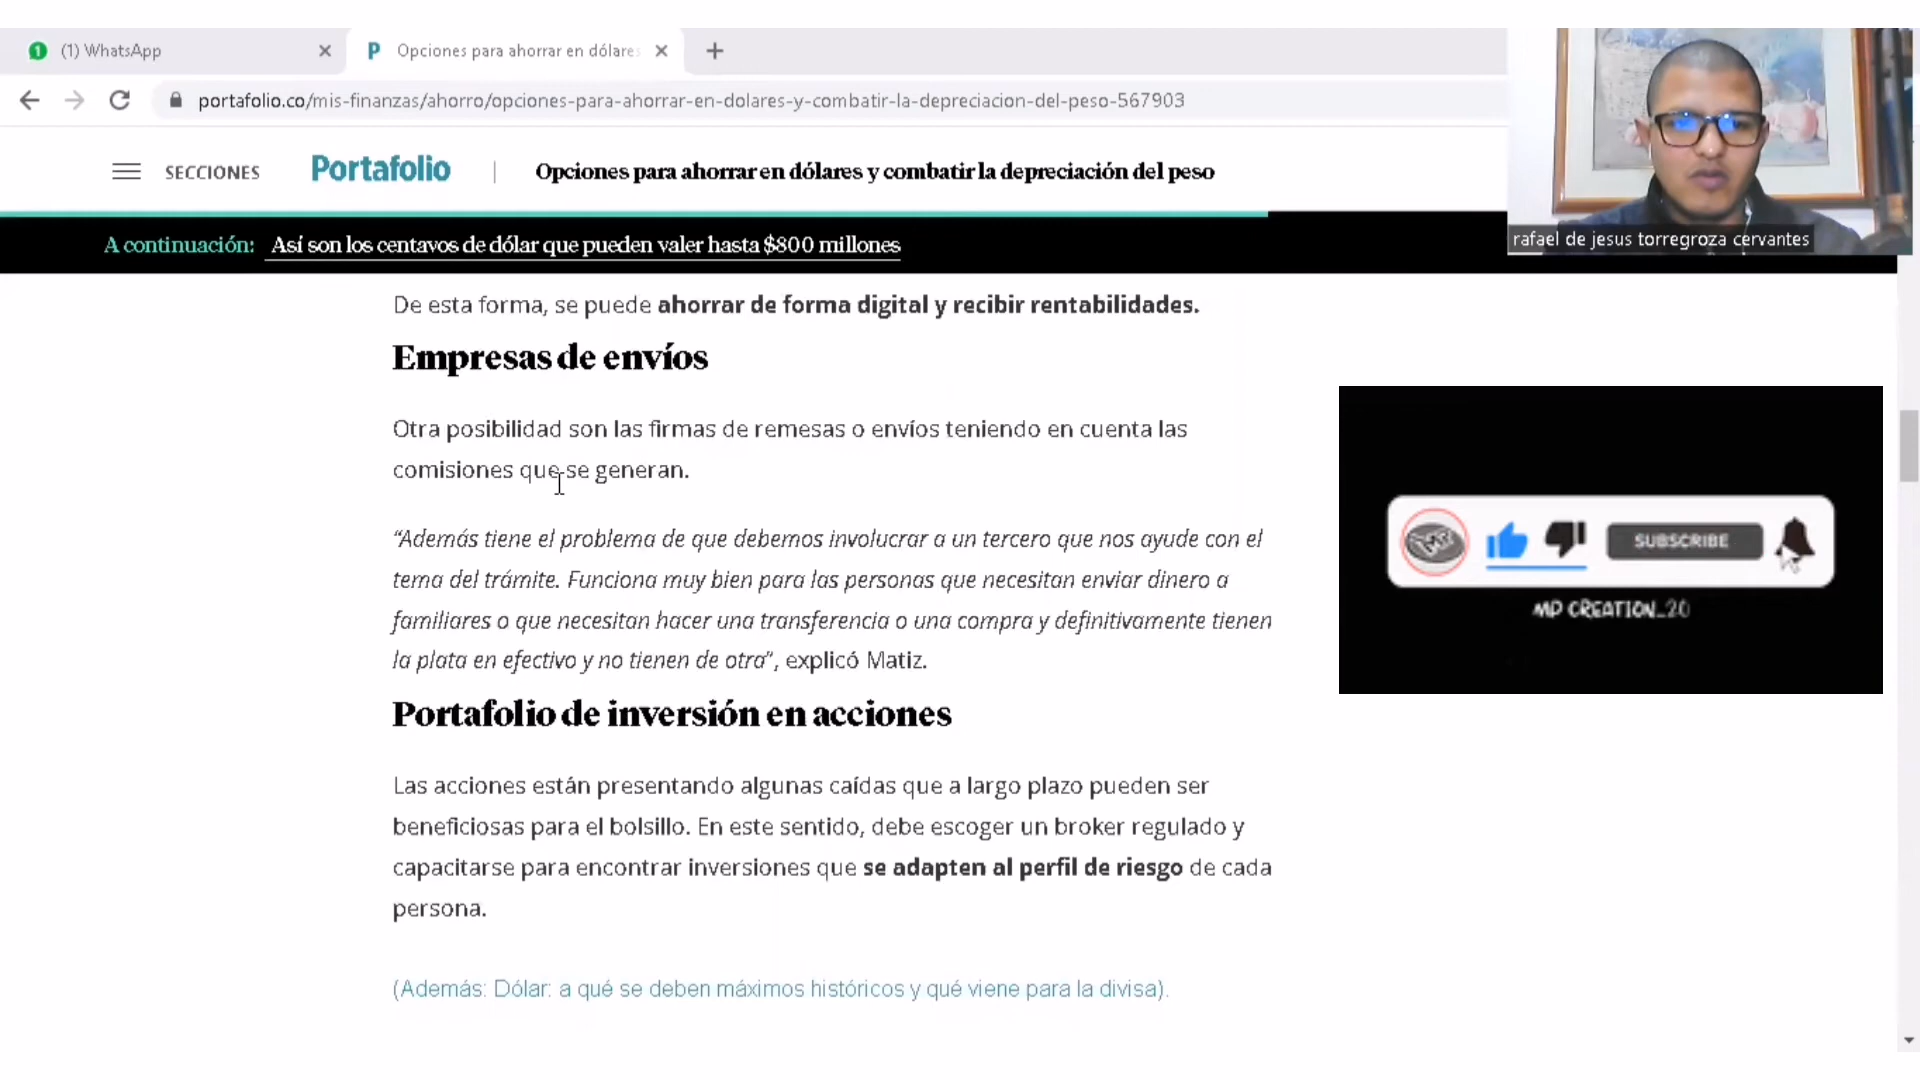 (1) WhatsApp
Opciones para ahorrar en dólares
portafolio.co/mis-finanzas/ahorro/opciones-para-ahorrar-en-dolares-y-combatir-la-depreciacion-del-peso-567903
SECCIONES
Portafolio
Opciones para ahorrar en dólares y combatir la depreciación del peso
rafael de jesus torregroza cervantes
A continuación: Así son los centavos de dólar que pueden valer hasta $800 millones
De esta forma, se puede ahorrar de forma digital y recibir rentabilidades.
Empresas de envíos
Otra posibilidad son las firmas de remesas o envíos teniendo en cuenta las
comisiones que se generan.
“Además tiene el problema de que debemos involucrar a un tercero que nos ayude con el
tema del trámite. Funciona muy bien para las personas que necesitan enviar dinero a
familiares o que necesitan hacer una transferencia o una compra y definitivamente tienen
la plata en efectivo y no tienen de otra”, explicó Matiz.
Portafolio de inversión en acciones
Las acciones están presentando algunas caídas que a largo plazo pueden ser
beneficiosas para el bolsillo. En este sentido, debe escoger un broker regulado y
capacitarse para encontrar inversiones que se adapten al perfil de riesgo de cada
persona.
(Además: Dólar: a qué se deben máximos históricos y qué viene para la divisa).
SUBSCRIBE
MD CREATION_20